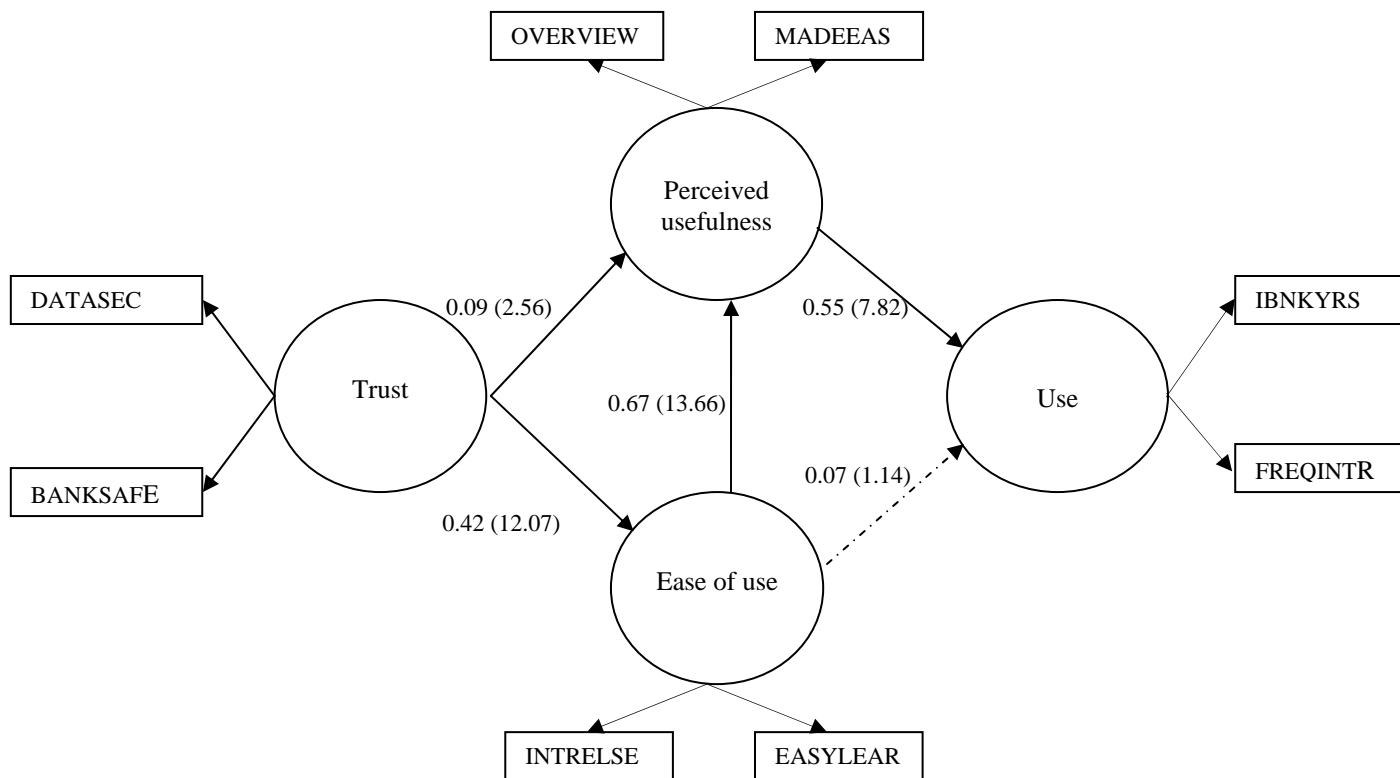 OVERVIEW
MADEEAS
Perceived
usefulness
DATASEC
0.09 (2.56)
0.55 (7.82)
IBNKYRS
Trust
0.67 (13.66)
Use
BANKSAFE
0.07 (1.14)
FREQINTR
0.42 (12.07)
Ease of use
INTRELSE
EASYLEAR